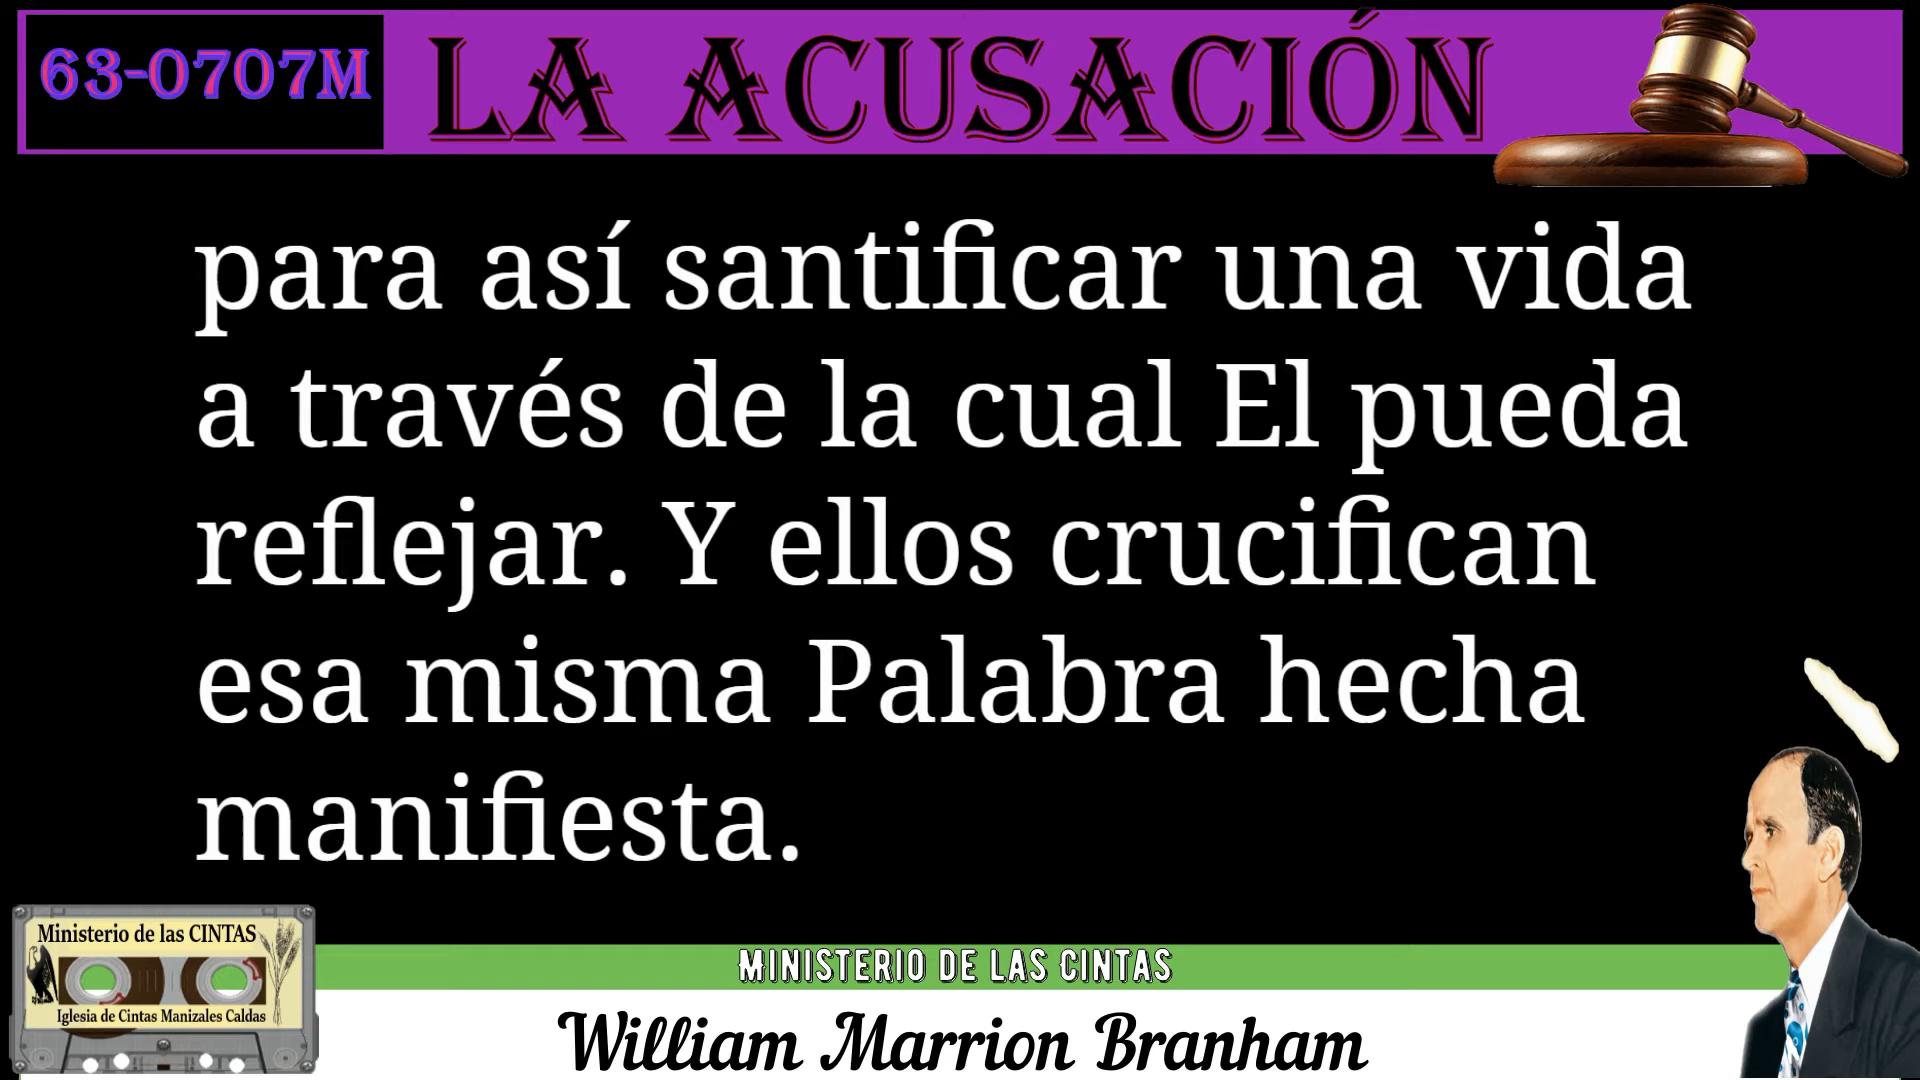 63-0707M
LA ACUSACIÓN
para así santificar una vida
a través de la cual El pueda
reflejar. Y ellos crucifican
esa misma Palabra hecha
manifiesta.
Ministerio de las CINTAS
Iglesia de Cintas Manizales Caldas
MINISTERIO DE LAS CINTAS
William Marrion Branham